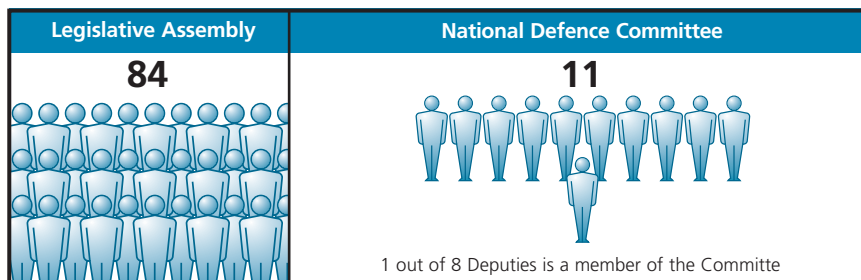 Legislative Assembly
National Defence Committee
84
11
1 out of 8 Deputies is a member of the Committe